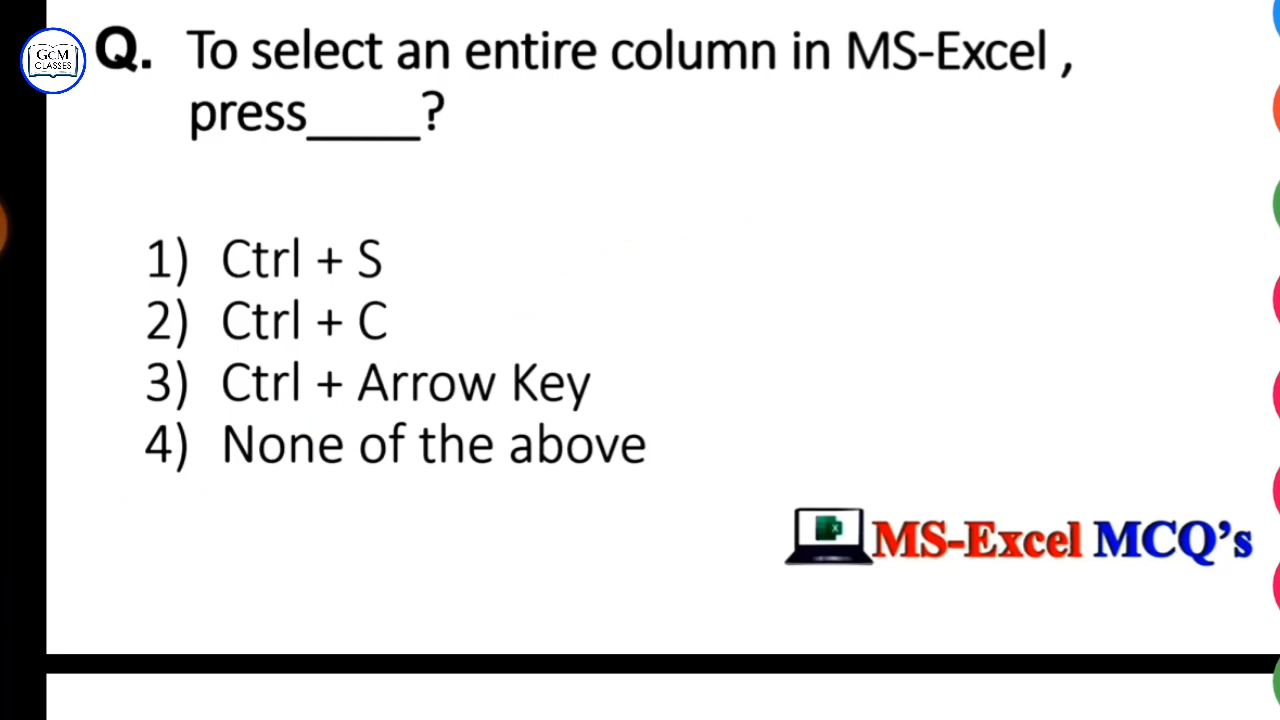 GCM
CLASSES
Q. To select an entire column in MS-Excel ,
press_____?
1) Ctrl + S
2) Ctrl + C
3) Ctrl + Arrow Key
4) None of the above
MS-Excel MCQ’s